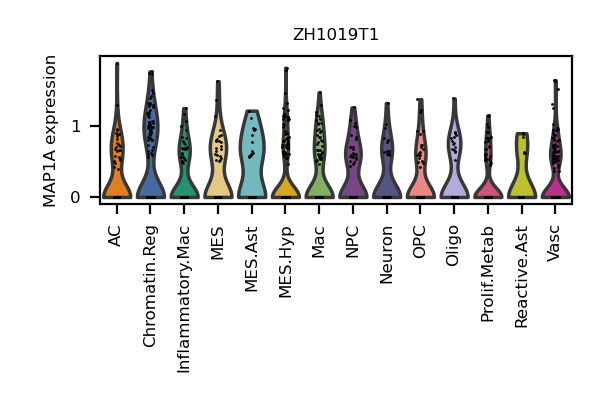 ZH1019T1
MAP1A expression
1
0
AC
Chromatin.Reg
Inflammatory.Mac
MES
MES.Ast
MES.Hyp
Mac
NPC
Neuron
OPC
Oligo
Prolif.Metab
Reactive.Ast
Vasc